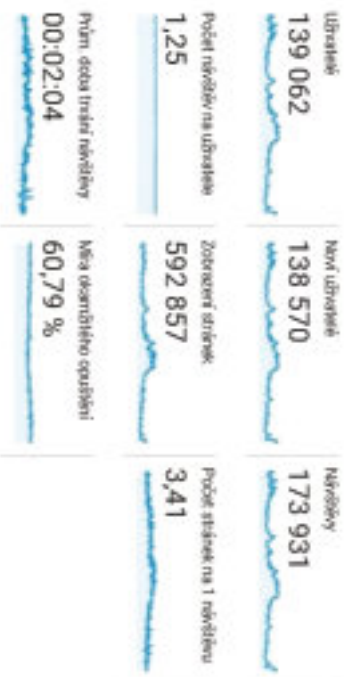 Uživatelé
139 062
Noví uživatelé
138 570
Návštěvy
173 931
Počet návštěv na uživatele
1,25
Zobrazení stránek
592 857
Počet stránek na 1 návštěvu
3,41
Prům. doba trvání návštěvy
00:02:04
Míra okamžitého opuštění
60,79 %